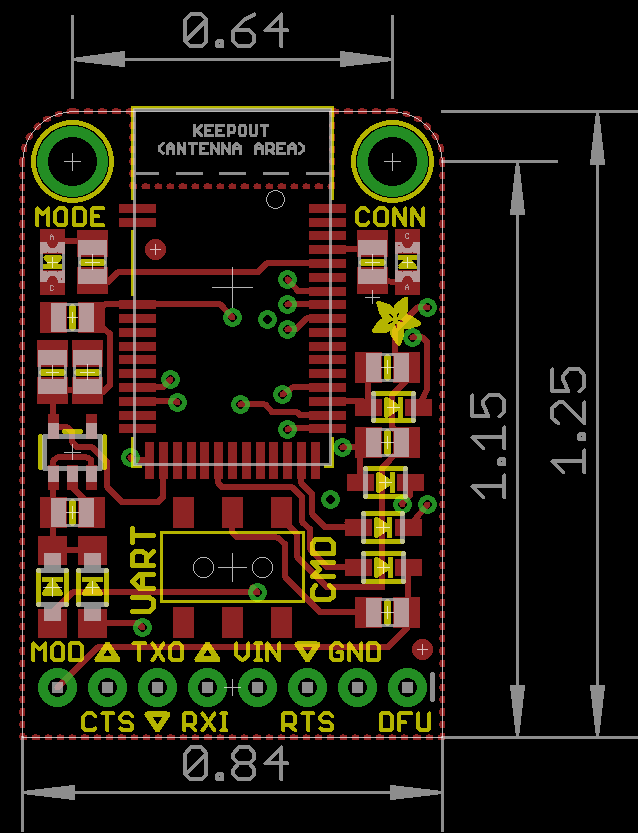 0.64
KEEPOUT
(ANTENNA AREA)
MODE
CONN
A
C
C
A
1.15
1.25
UART
CMD
MOD TXO VIN GND
CTS RXI RTS DFU
0.84